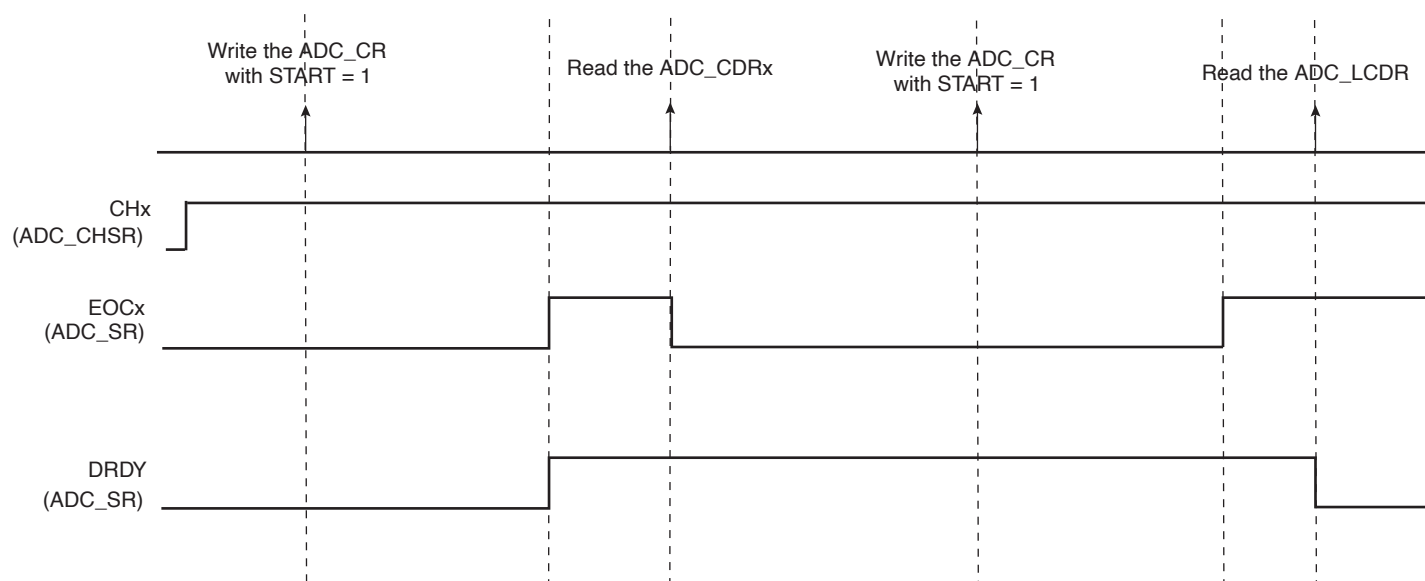 Write the ADC_CR
with START = 1
Read the ADC_CDRx
Write the ADC_CR
with START = 1
Read the ADC_LCDR
CHx
(ADC_CHSR)
EOCx
(ADC_SR)
DRDY
(ADC_SR)